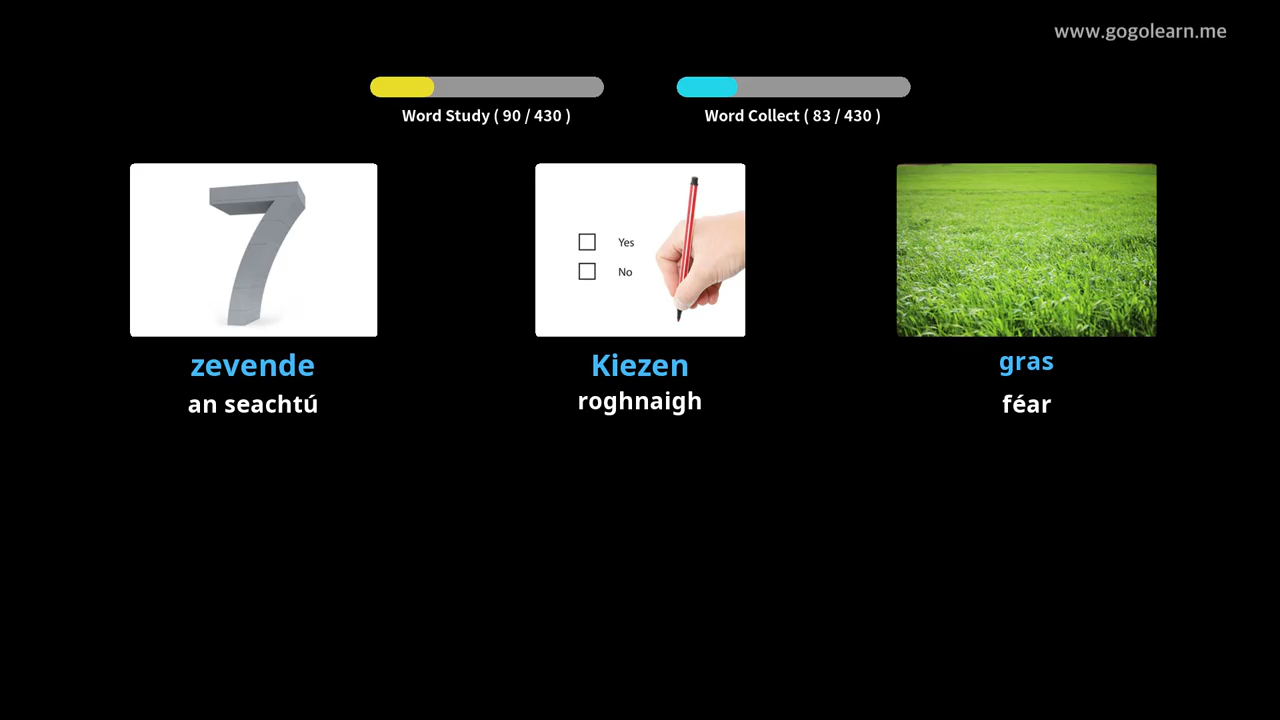 www.gogolearn.me
Word Study ( 90 / 430 )
Word Collect ( 83 / 430 )
7
Yes
No
zevende
an seachtú
Kiezen
roghnaigh
gras
féar